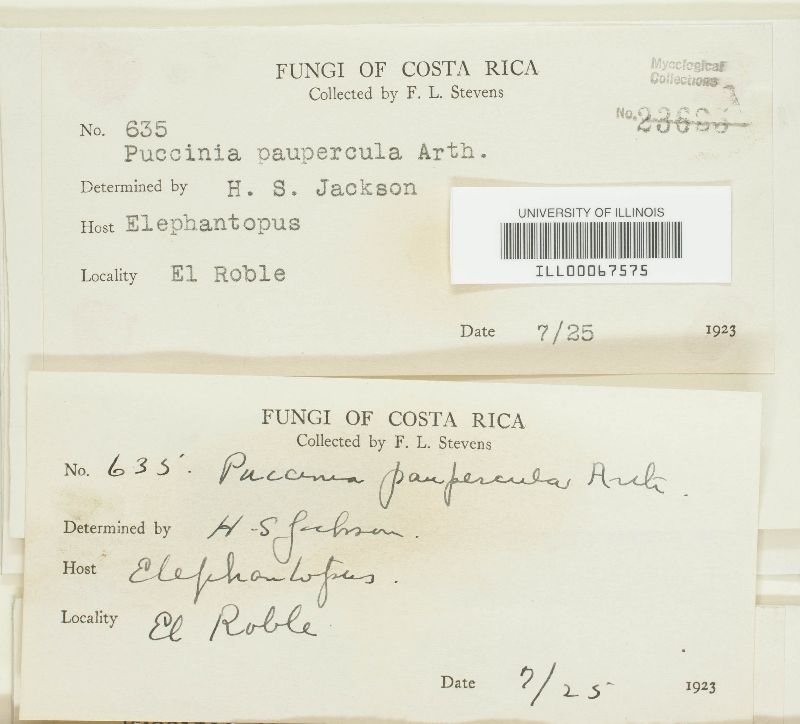 FUNGI OF COSTA RICA
Collected by F. L. Stevens
Mycological
Collections
No. 635
No.
Puccinia paupercula Arth.
Determined by H. S. Jackson
Host Elephantopus
UNIVERSITY OF ILLINOIS
ILL00067575
Locality El Roble
Date 7/25 1923
FUNGI OF COSTA RICA
Collected by F. L. Stevens
No. 635. Puccinia paupercula Arth.
Determined by H-S Jackson.
Host Elephantopus.
Locality El Roble
Date 7/25 1923